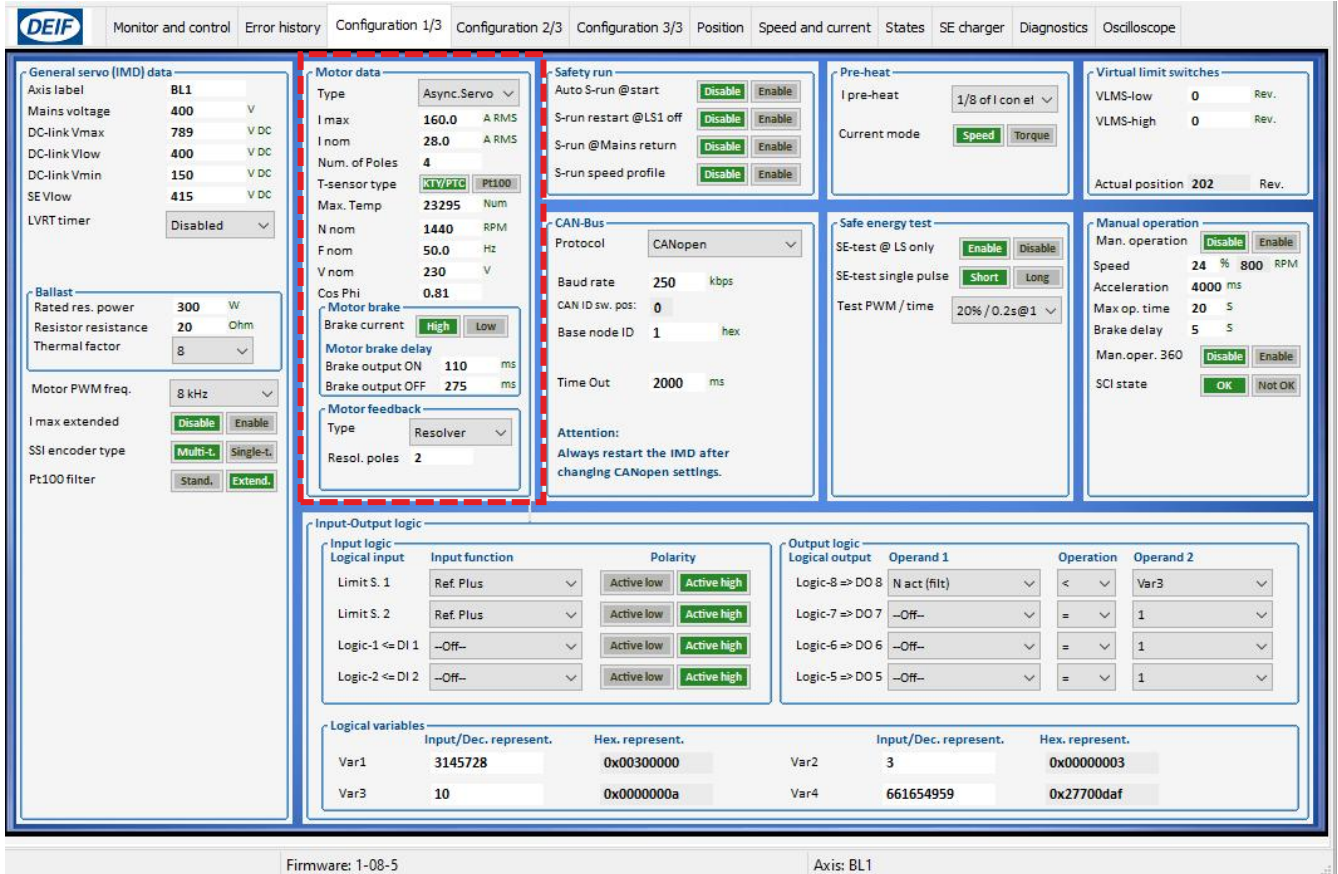 DEIF
Monitor and control Error history Configuration 1/3 Configuration 2/3 Configuration 3/3 Position Speed and current States SE charger Diagnostics Oscilloscope
General servo (IMD) data
Axis label BL1
Mains voltage 400 V
DC-link Vmax 789 V DC
DC-link Vlow 400 V DC
DC-link Vmin 150 V DC
SE Vlow 415 V DC
LVRT timer Disabled
Ballast
Rated res. power 300 W
Resistor resistance 20 Ohm
Thermal factor 8
Motor PWM freq. 8 kHz
I max extended Disable Enable
SSI encoder type Multi-t. Single-t.
Pt100 filter Stand. Extend.
Motor data
Type Async.Servo
I max 160.0 A RMS
I nom 28.0 A RMS
Num. of Poles 4
T-sensor type KTY/PTC Pt100
Max. Temp 23295 Num
N nom 1440 RPM
F nom 50.0 Hz
V nom 230 V
Cos Phi 0.81
Motor brake
Brake current High Low
Motor brake delay
Brake output ON 110 ms
Brake output OFF 275 ms
Motor feedback
Type Resolver
Resol. poles 2
Safety run
Auto S-run @start Disable Enable
S-run restart @LS1 off Disable Enable
S-run @Mains return Disable Enable
S-run speed profile Disable Enable
CAN-Bus
Protocol CANopen
Baud rate 250 kbps
CAN ID sw. pos: 0
Base node ID 1 hex
Time Out 2000 ms
Attention:
Always restart the IMD after
changing CANopen settings.
Pre-heat
I pre-heat 1/8 of I con ef
Current mode Speed Torque
Safe energy test
SE-test @ LS only Enable Disable
SE-test single pulse Short Long
Test PWM / time 20% / 0.2s@1
Virtual limit switches
VLMS-low 0 Rev.
VLMS-high 0 Rev.
Actual position 202 Rev.
Manual operation
Man. operation Disable Enable
Speed 24 % 800 RPM
Acceleration 4000 ms
Max op. time 20 S
Brake delay 5 S
Man.oper. 360 Disable Enable
SCI state OK Not OK
Input-Output logic
Input logic
Logical input Input function Polarity
Limit S. 1 Ref. Plus Active low Active high
Limit S. 2 Ref. Plus Active low Active high
Logic-1 <= DI 1 --Off-- Active low Active high
Logic-2 <= DI 2 --Off-- Active low Active high
Output logic
Logical output Operand 1 Operation Operand 2
Logic-8 => DO 8 N act (filt) < Var3
Logic-7 => DO 7 --Off-- = 1
Logic-6 => DO 6 --Off-- = 1
Logic-5 => DO 5 --Off-- = 1
Logical variables
Input/Dec. represent. Hex. represent. Input/Dec. represent. Hex. represent.
Var1 3145728 0x00300000 Var2 3 0x00000003
Var3 10 0x0000000a Var4 661654959 0x27700daf
Firmware: 1-08-5 Axis: BL1